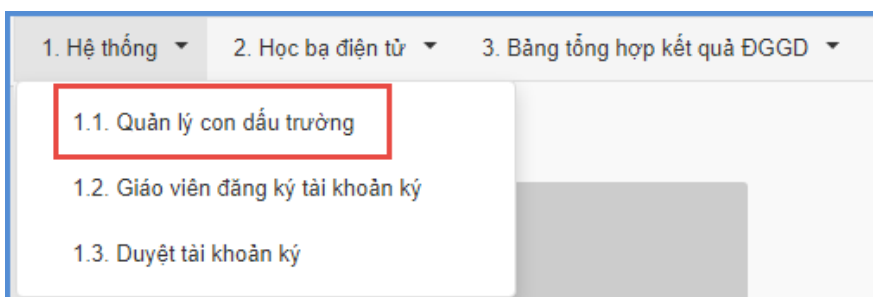 1. Hệ thống 2. Học bạ điện tử 3. Bảng tổng hợp kết quả ĐGGD
1.1. Quản lý con dấu trường
1.2. Giáo viên đăng ký tài khoản ký
1.3. Duyệt tài khoản ký